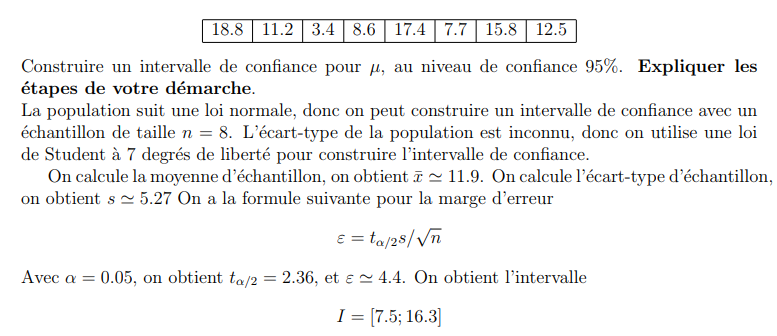 18.8 11.2 3.4 8.6 17.4 7.7 15.8 12.5
Construire un intervalle de confiance pour μ, au niveau de confiance 95%. Expliquer les
étapes de votre démarche.
La population suit une loi normale, donc on peut construire un intervalle de confiance avec un
échantillon de taille n = 8. L'écart-type de la population est inconnu, donc on utilise une loi
de Student à 7 degrés de liberté pour construire l'intervalle de confiance.
On calcule la moyenne d'échantillon, on obtient x̄ ≃ 11.9. On calcule l'écart-type d'échantillon,
on obtient s ≃ 5.27 On a la formule suivante pour la marge d'erreur
ε = t_{α/2}s/√n
Avec α = 0.05, on obtient t_{α/2} = 2.36, et ε ≃ 4.4. On obtient l'intervalle
I = [7.5; 16.3]